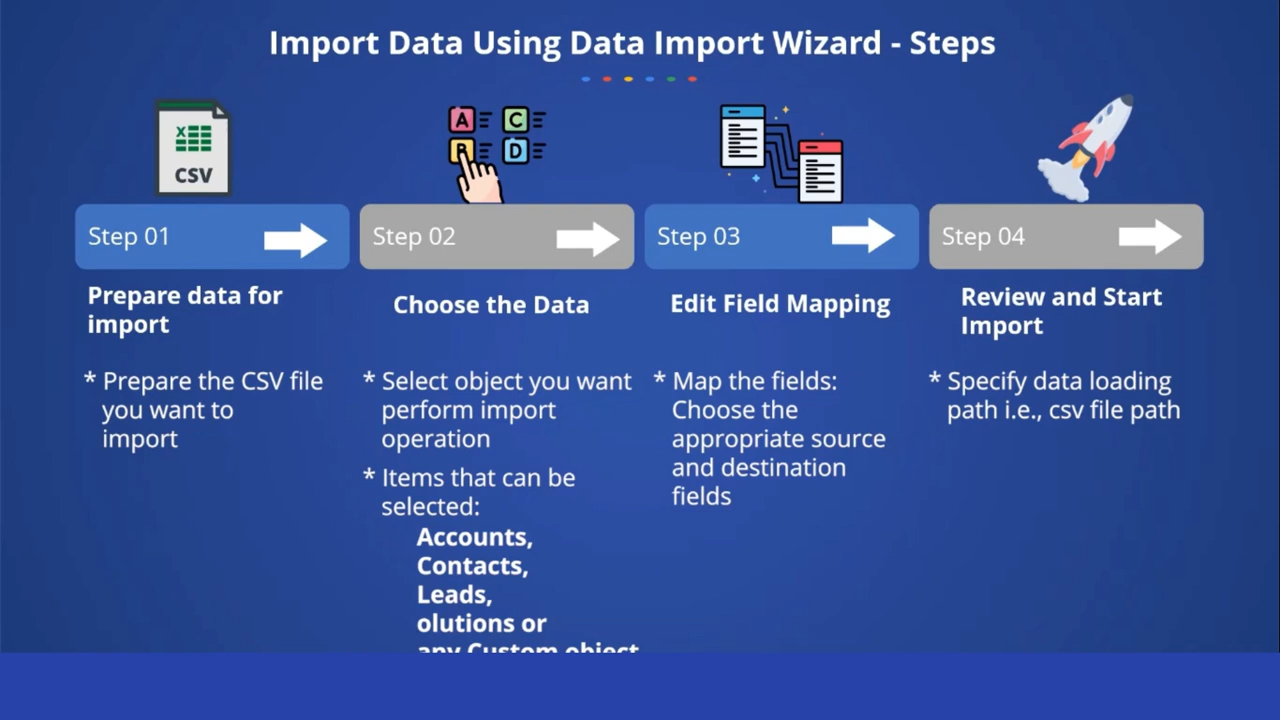 Import Data Using Data Import Wizard - Steps
X
CSV
A
C
B
D
Step 01
Step 02
Step 03
Step 04
Prepare data for
import
Choose the Data
Edit Field Mapping
Review and Start
Import
* Prepare the CSV file
you want to
import
* Select object you want
perform import
operation
* Items that can be
selected:
Accounts,
Contacts,
Leads,
olutions or
any Custom object
* Map the fields:
Choose the
appropriate source
and destination
fields
* Specify data loading
path i.e., csv file path